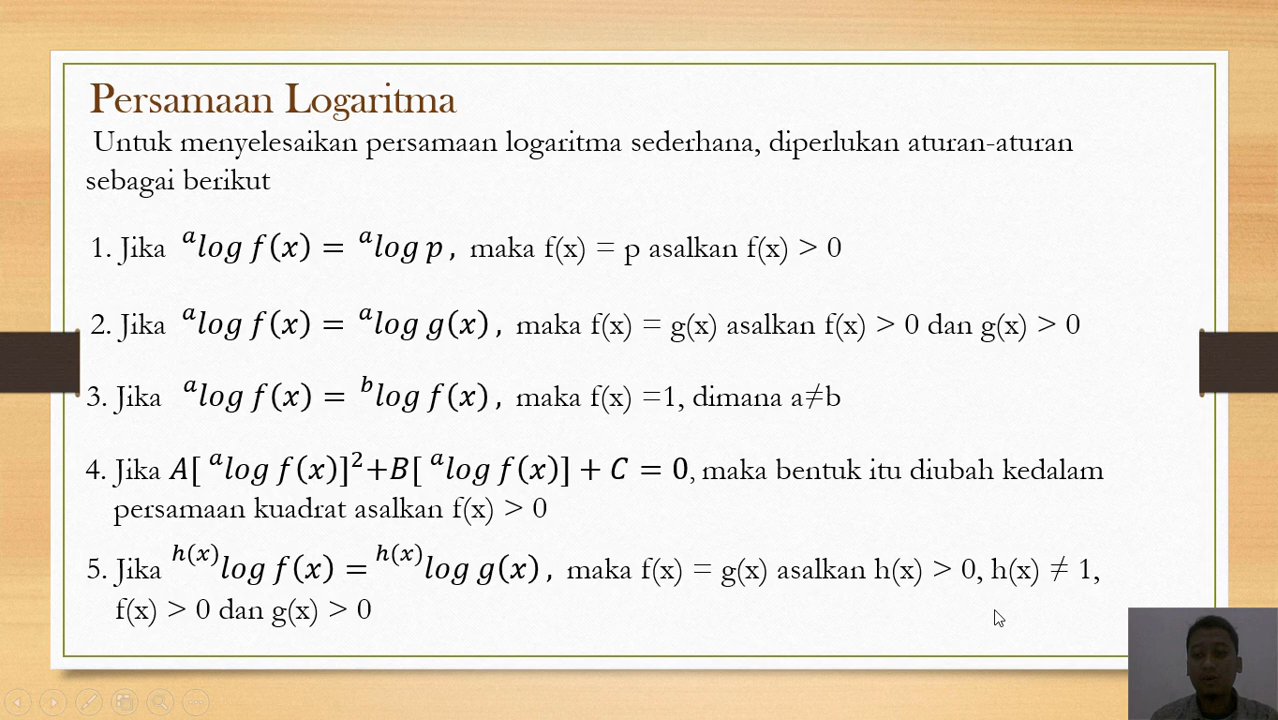 Persamaan Logaritma
Untuk menyelesaikan persamaan logaritma sederhana, diperlukan aturan-aturan
sebagai berikut
1. Jika ᵃlog f(x) = ᵃlog p, maka f(x) = p asalkan f(x) > 0
2. Jika ᵃlog f(x) = ᵃlog g(x), maka f(x) = g(x) asalkan f(x) > 0 dan g(x) > 0
3. Jika ᵃlog f(x) = ᵇlog f(x), maka f(x) =1, dimana a≠b
4. Jika A[ ᵃlog f(x)]²+B[ ᵃlog f(x)] + C = 0, maka bentuk itu diubah kedalam
persamaan kuadrat asalkan f(x) > 0
5. Jika ʰ⁽ˣ⁾log f(x) = ʰ⁽ˣ⁾log g(x), maka f(x) = g(x) asalkan h(x) > 0, h(x) ≠ 1,
f(x) > 0 dan g(x) > 0